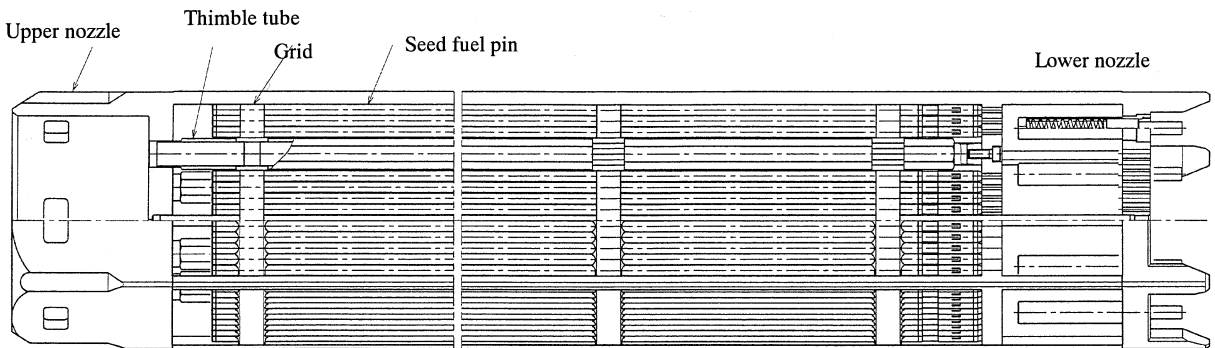 Thimble tube
Upper nozzle
Grid
Seed fuel pin
Lower nozzle